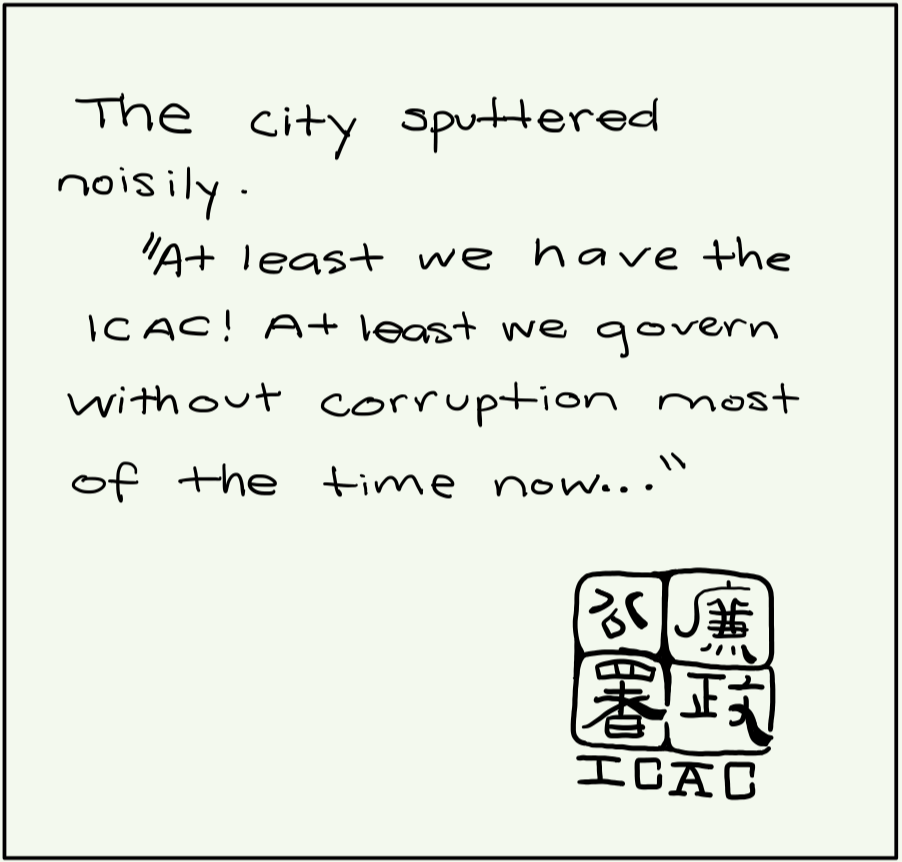 The city sputtered
noisily.
"At least we have the
ICAC! At least we govern
without corruption most
of the time now..."
廉政
公署
ICAC